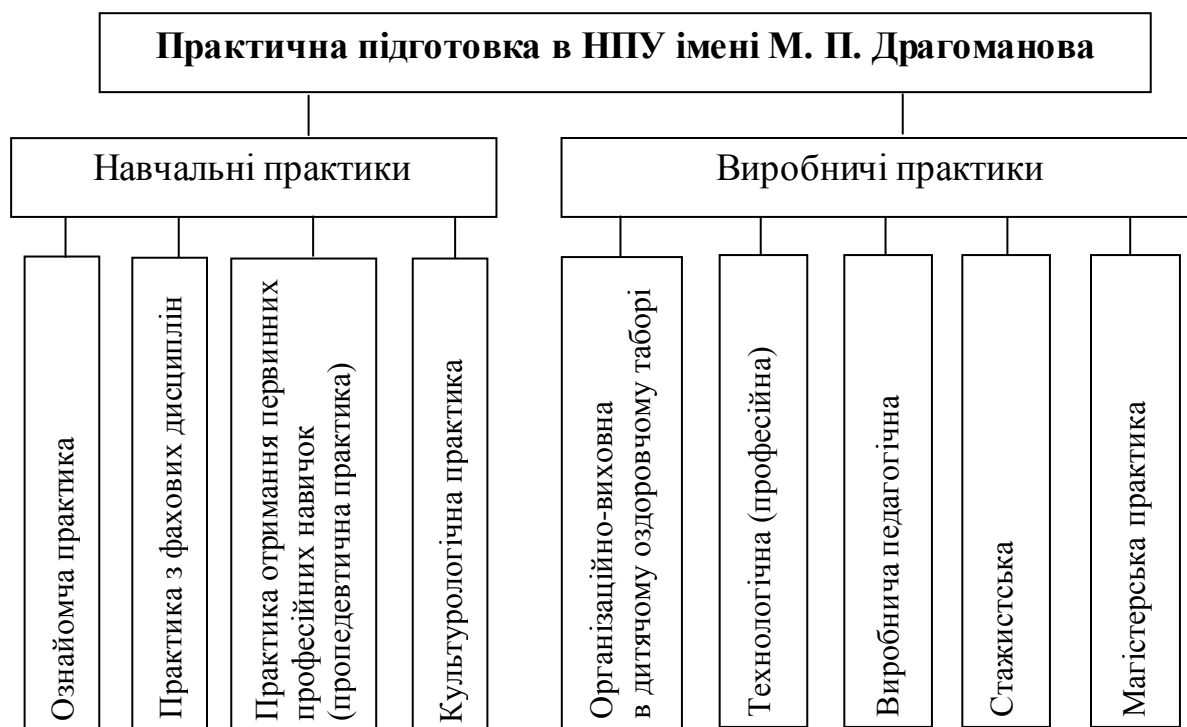 Практична підготовка в НПУ імені М. П. Драгоманова
Навчальні практики
Виробничі практики
Ознайомча практика
Практика з фахових дисциплін
Практика отримання первинних
професійних навичок
(пропедевтична практика)
Культурологічна практика
Організаційно-виховна
в дитячому оздоровчому таборі
Технологічна (професійна)
Виробнича педагогічна
Стажистська
Магістерська практика